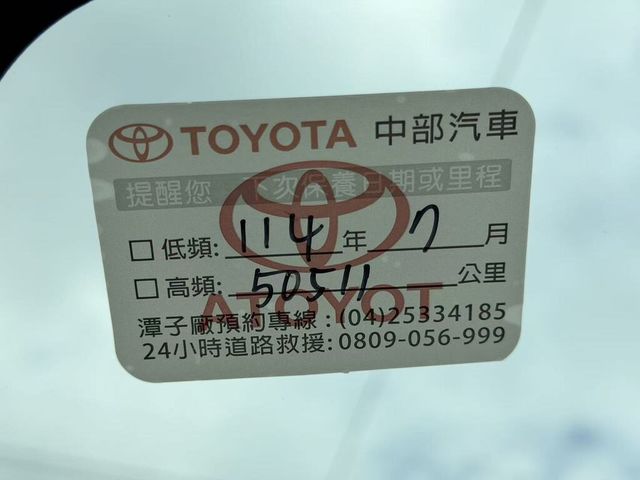 TOYOTA 中部汽車
提醒您 下次保養日期或里程
□ 低頻: 114 年 7 月
□ 高頻: 50511 公里
TOYOTA
潭子廠預約專線:(04)25334185
24小時道路救援:0809-056-999